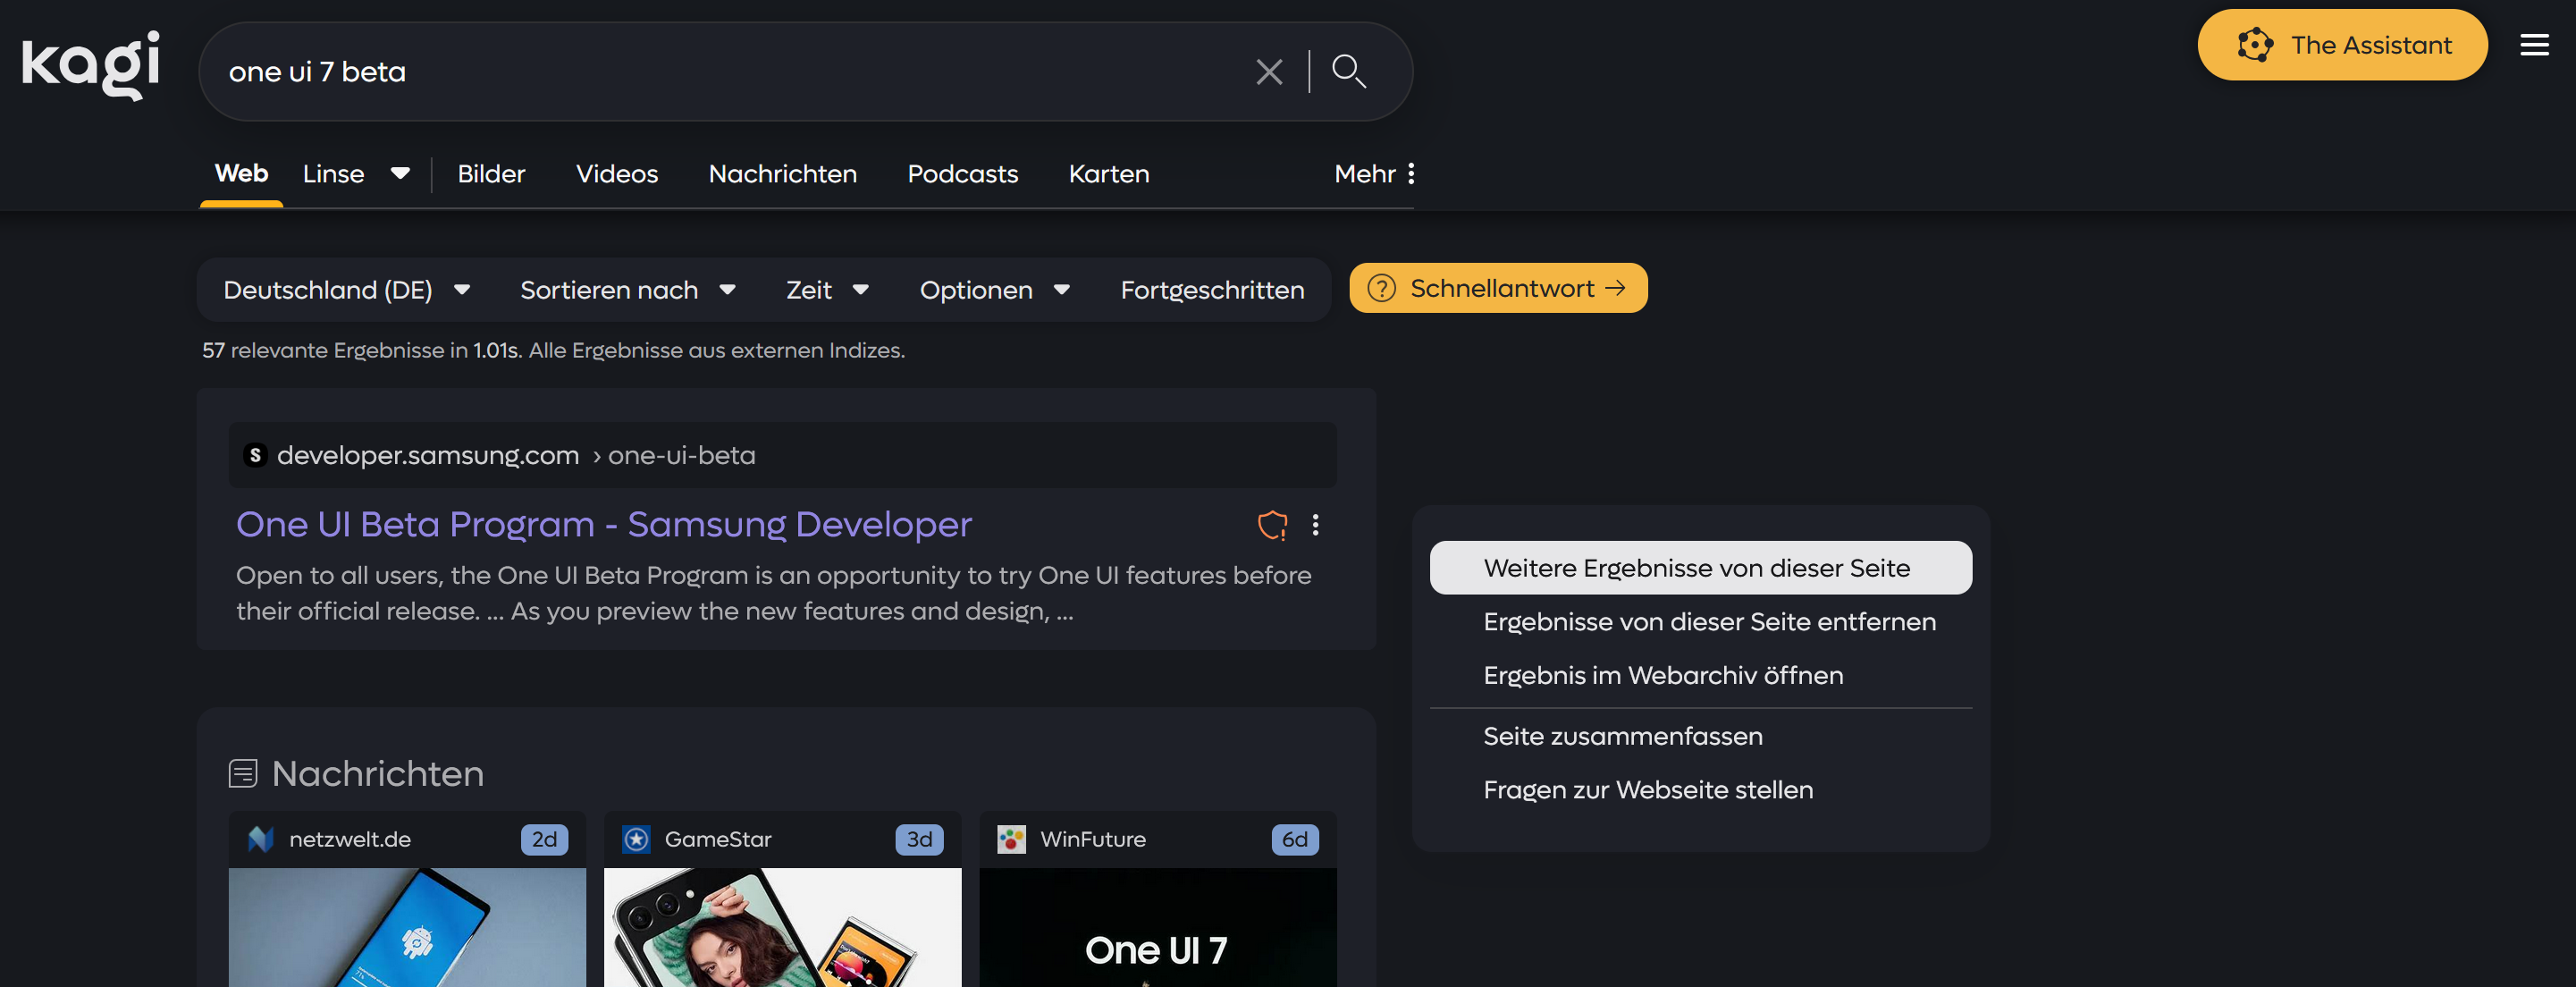 kagi
one ui 7 beta
The Assistant
Web Linse Bilder Videos Nachrichten Podcasts Karten Mehr
Deutschland (DE) Sortieren nach Zeit Optionen Fortgeschritten Schnellantwort →
57 relevante Ergebnisse in 1.01s. Alle Ergebnisse aus externen Indizes.
S developer.samsung.com › one-ui-beta
One UI Beta Program - Samsung Developer
Open to all users, the One UI Beta Program is an opportunity to try One UI features before
their official release. ... As you preview the new features and design, ...
Weitere Ergebnisse von dieser Seite
Ergebnisse von dieser Seite entfernen
Ergebnis im Webarchiv öffnen
Seite zusammenfassen
Fragen zur Webseite stellen
Nachrichten
netzwelt.de 2d
GameStar 3d
WinFuture 6d
One UI 7